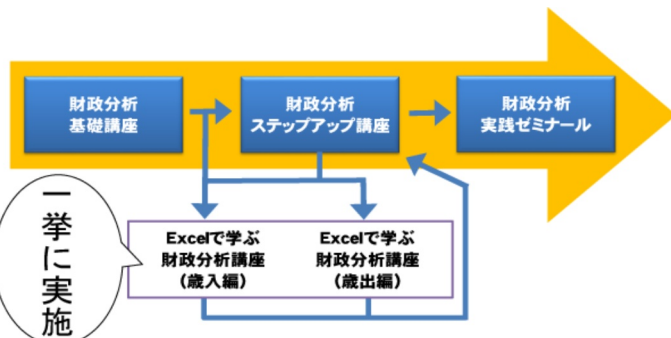 財政分析
基礎講座
財政分析
ステップアップ講座
財政分析
実践ゼミナール
一挙に実施
Excelで学ぶ
財政分析講座
(歳入編)
Excelで学ぶ
財政分析講座
(歳出編)